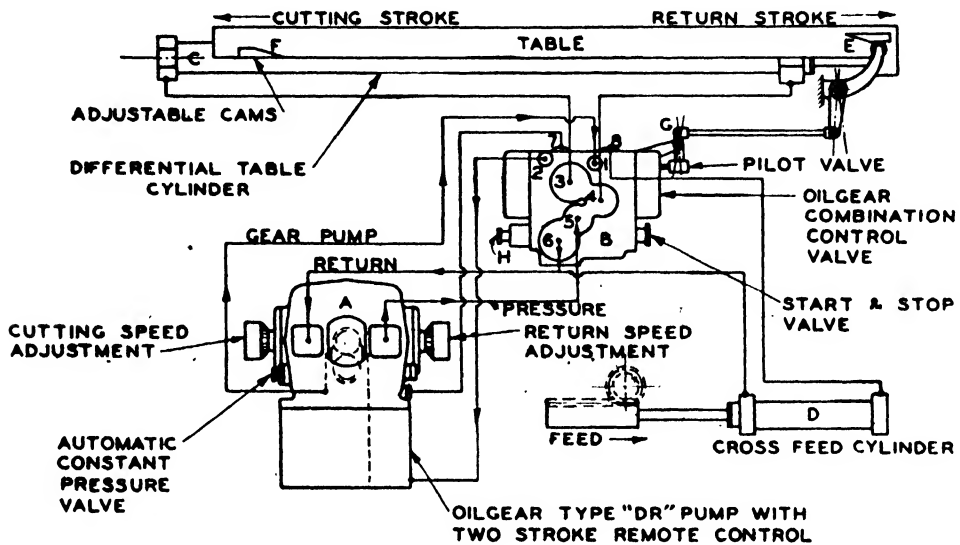 CUTTING STROKE
RETURN STROKE
TABLE
F
E
C
ADJUSTABLE CAMS
DIFFERENTIAL TABLE
CYLINDER
G
PILOT VALVE
7
8
2
1
3
4
5
6
B
H
OILGEAR
COMBINATION
CONTROL
VALVE
GEAR PUMP
RETURN
PRESSURE
START & STOP
VALVE
A
CUTTING SPEED
ADJUSTMENT
RETURN SPEED
ADJUSTMENT
FEED
D
CROSS FEED CYLINDER
AUTOMATIC
CONSTANT
PRESSURE
VALVE
OILGEAR TYPE "DR" PUMP WITH
TWO STROKE REMOTE CONTROL